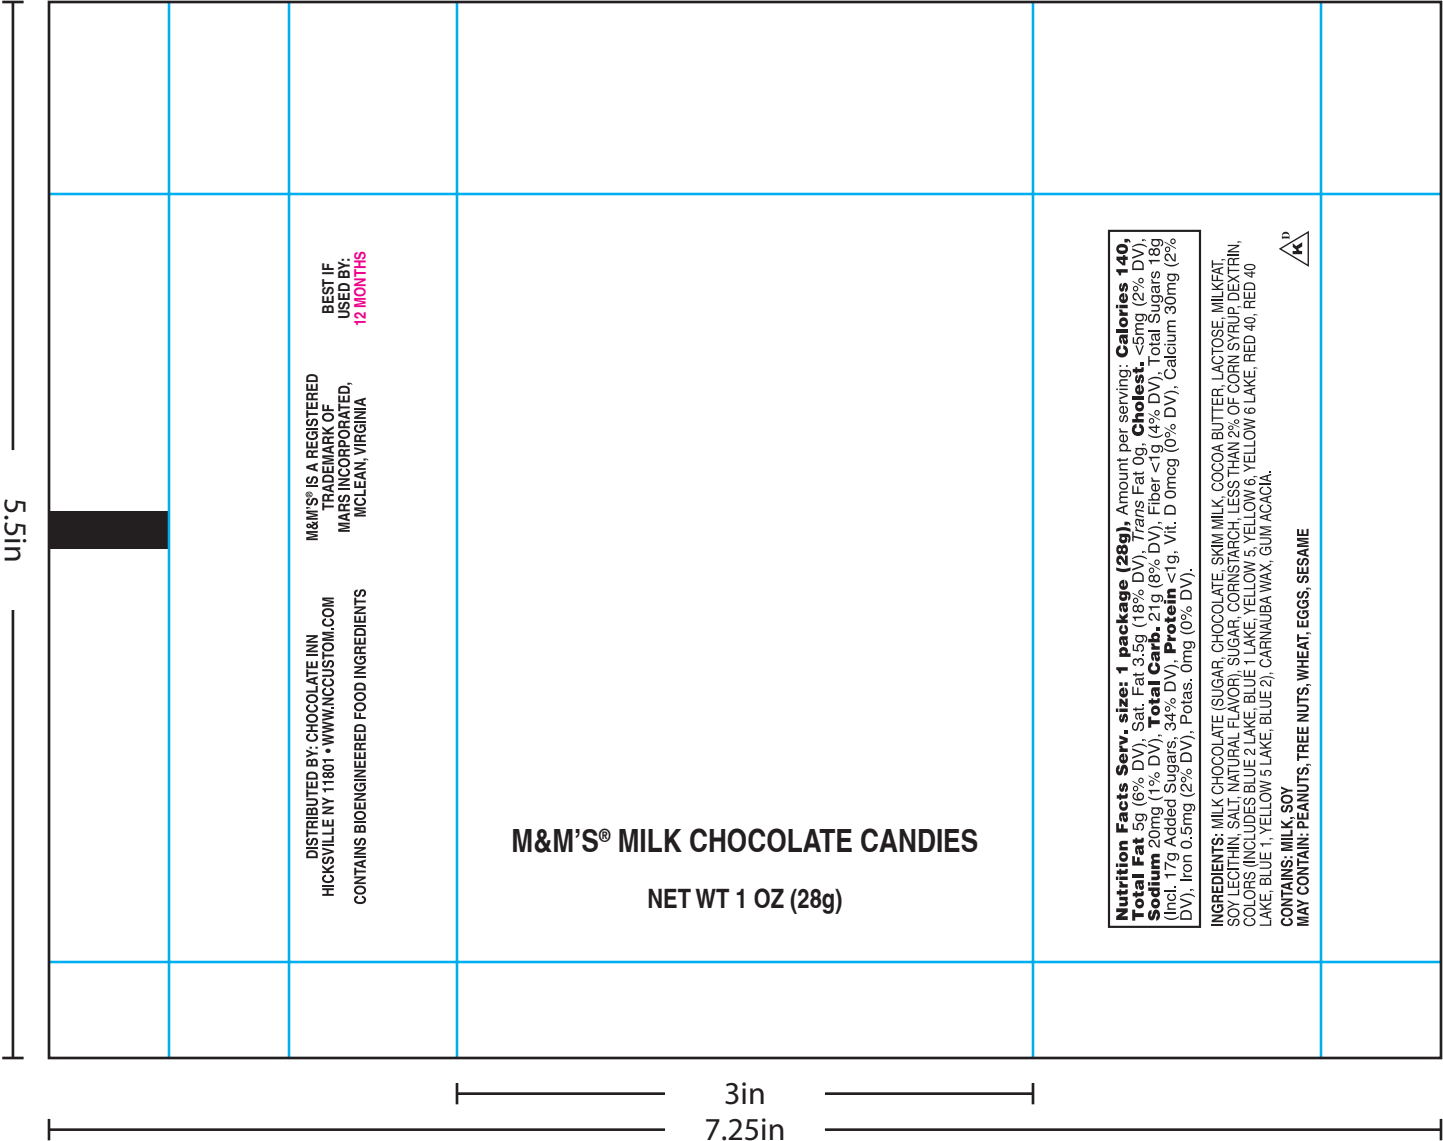 DISTRIBUTED BY: CHOCOLATE INN
HICKSVILLE NY 11801 • WWW.NCCUSTOM.COM
CONTAINS BIOENGINEERED FOOD INGREDIENTS
M&M’S® IS A REGISTERED
TRADEMARK OF
MARS INCORPORATED,
MCLEAN, VIRGINIA
BEST IF
USED BY:
12 MONTHS
M&M’S® MILK CHOCOLATE CANDIES
NET WT 1 OZ (28g)
Nutrition Facts Serv. size: 1 package (28g), Amount per serving: Calories 140,
Total Fat 5g (6% DV), Sat. Fat 3.5g (18% DV), Trans Fat 0g, Cholest. <5mg (2% DV),
Sodium 20mg (1% DV), Total Carb. 21g (8% DV), Fiber <1g (4% DV), Total Sugars 18g
(Incl. 17g Added Sugars, 34% DV), Protein <1g, Vit. D 0mcg (0% DV), Calcium 30mg (2%
DV), Iron 0.5mg (2% DV), Potas. 0mg (0% DV).
INGREDIENTS: MILK CHOCOLATE (SUGAR, CHOCOLATE, SKIM MILK, COCOA BUTTER, LACTOSE, MILKFAT,
SOY LECITHIN, SALT, NATURAL FLAVOR), SUGAR, CORNSTARCH, LESS THAN 2% OF CORN SYRUP, DEXTRIN,
COLORS (INCLUDES BLUE 2 LAKE, BLUE 1 LAKE, YELLOW 5, YELLOW 6, YELLOW 6 LAKE, RED 40, RED 40
LAKE, BLUE 1, YELLOW 5 LAKE, BLUE 2), CARNAUBA WAX, GUM ACACIA.
CONTAINS: MILK, SOY
MAY CONTAIN: PEANUTS, TREE NUTS, WHEAT, EGGS, SESAME
K D
5.5in
3in
7.25in